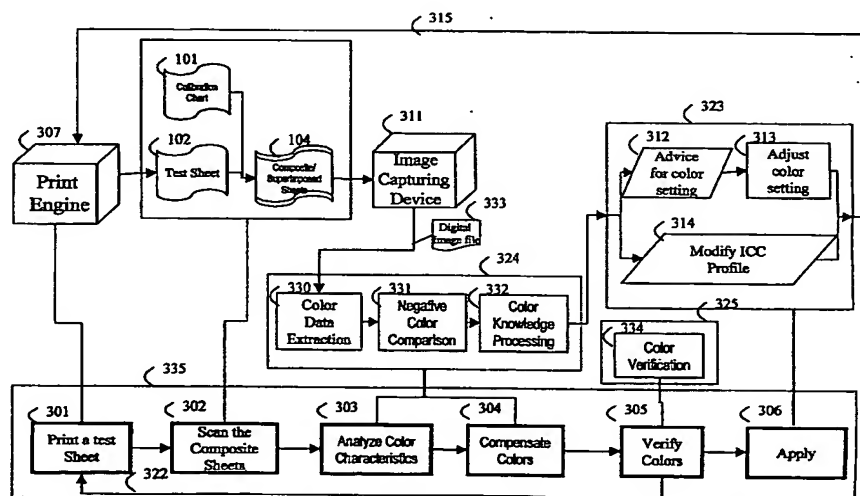 315
101
Calibration
Chart
307
102
104
311
323
312
313
Print
Engine
Test Sheet
Composite/
Superimposed
Sheets
Image
Capturing
Device
Advice
for color
setting
Adjust
color
setting
333
Digital
Image file
314
Modify ICC
Profile
324
330
331
332
Color
Data
Extraction
Negative
Color
Comparison
Color
Knowledge
Processing
325
334
Color
Verification
335
301
302
303
304
305
306
Print a test
Sheet
Scan the
Composite
Sheets
Analyze Color
Characteristics
Compensate
Colors
Verify
Colors
Apply
322